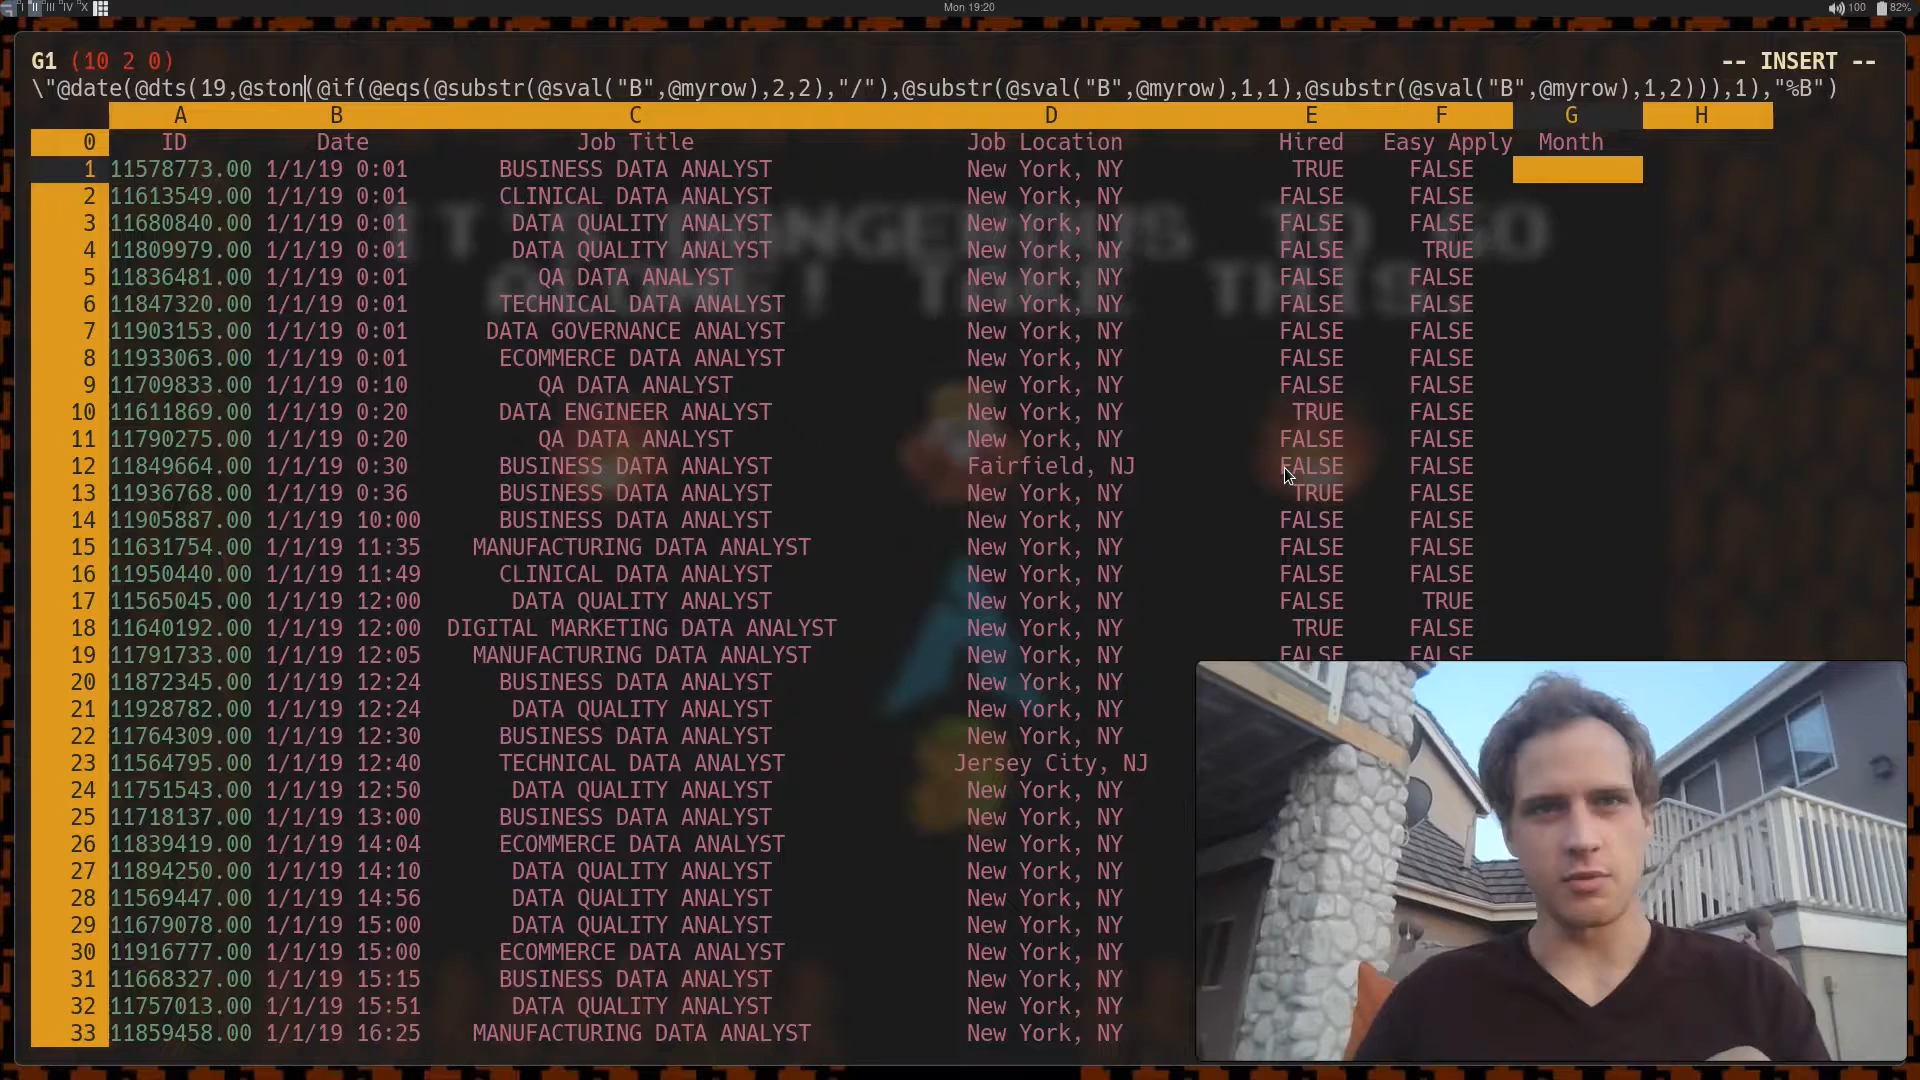 I II III IV X Mon 19:20 100 82%
G1 (10 2 0) -- INSERT --
\"@date(@dts(19,@ston(@if(@eqs(@substr(@sval("B",@myrow),2,2),"/"),@substr(@sval("B",@myrow),1,1),@substr(@sval("B",@myrow),1,2))),1),"%B")
A B C D E F G H
0 ID Date Job Title Job Location Hired Easy Apply Month
1 11578773.00 1/1/19 0:01 BUSINESS DATA ANALYST New York, NY TRUE FALSE
2 11613549.00 1/1/19 0:01 CLINICAL DATA ANALYST New York, NY FALSE FALSE
3 11680840.00 1/1/19 0:01 DATA QUALITY ANALYST New York, NY FALSE FALSE
4 11809979.00 1/1/19 0:01 DATA QUALITY ANALYST New York, NY FALSE TRUE
5 11836481.00 1/1/19 0:01 QA DATA ANALYST New York, NY FALSE FALSE
6 11847320.00 1/1/19 0:01 TECHNICAL DATA ANALYST New York, NY FALSE FALSE
7 11903153.00 1/1/19 0:01 DATA GOVERNANCE ANALYST New York, NY FALSE FALSE
8 11933063.00 1/1/19 0:01 ECOMMERCE DATA ANALYST New York, NY FALSE FALSE
9 11709833.00 1/1/19 0:10 QA DATA ANALYST New York, NY FALSE FALSE
10 11611869.00 1/1/19 0:20 DATA ENGINEER ANALYST New York, NY TRUE FALSE
11 11790275.00 1/1/19 0:20 QA DATA ANALYST New York, NY FALSE FALSE
12 11849664.00 1/1/19 0:30 BUSINESS DATA ANALYST Fairfield, NJ FALSE FALSE
13 11936768.00 1/1/19 0:36 BUSINESS DATA ANALYST New York, NY TRUE FALSE
14 11905887.00 1/1/19 10:00 BUSINESS DATA ANALYST New York, NY FALSE FALSE
15 11631754.00 1/1/19 11:35 MANUFACTURING DATA ANALYST New York, NY FALSE FALSE
16 11950440.00 1/1/19 11:49 CLINICAL DATA ANALYST New York, NY FALSE FALSE
17 11565045.00 1/1/19 12:00 DATA QUALITY ANALYST New York, NY FALSE TRUE
18 11640192.00 1/1/19 12:00 DIGITAL MARKETING DATA ANALYST New York, NY TRUE FALSE
19 11791733.00 1/1/19 12:05 MANUFACTURING DATA ANALYST New York, NY FALSE FALSE
20 11872345.00 1/1/19 12:24 BUSINESS DATA ANALYST New York, NY
21 11928782.00 1/1/19 12:24 DATA QUALITY ANALYST New York, NY
22 11764309.00 1/1/19 12:30 BUSINESS DATA ANALYST New York, NY
23 11564795.00 1/1/19 12:40 TECHNICAL DATA ANALYST Jersey City, NJ
24 11751543.00 1/1/19 12:50 DATA QUALITY ANALYST New York, NY
25 11718137.00 1/1/19 13:00 BUSINESS DATA ANALYST New York, NY
26 11839419.00 1/1/19 14:04 ECOMMERCE DATA ANALYST New York, NY
27 11894250.00 1/1/19 14:10 DATA QUALITY ANALYST New York, NY
28 11569447.00 1/1/19 14:56 DATA QUALITY ANALYST New York, NY
29 11679078.00 1/1/19 15:00 DATA QUALITY ANALYST New York, NY
30 11916777.00 1/1/19 15:00 ECOMMERCE DATA ANALYST New York, NY
31 11668327.00 1/1/19 15:15 BUSINESS DATA ANALYST New York, NY
32 11757013.00 1/1/19 15:51 DATA QUALITY ANALYST New York, NY
33 11859458.00 1/1/19 16:25 MANUFACTURING DATA ANALYST New York, NY